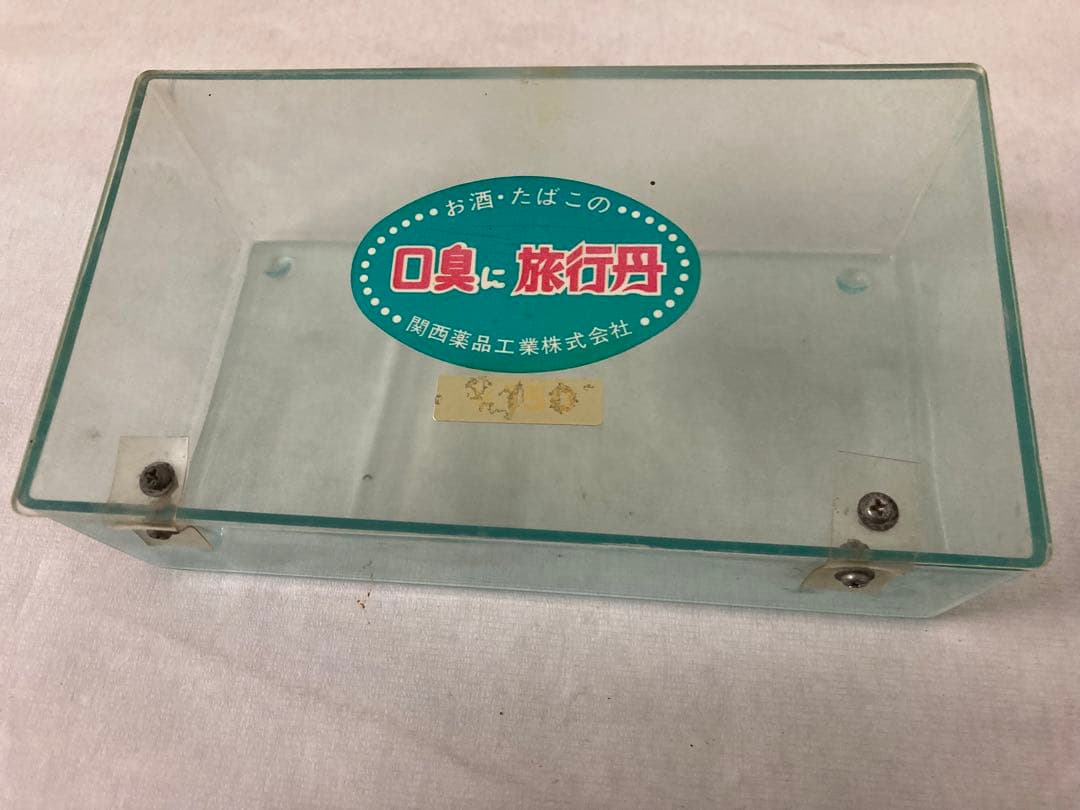 お酒・たばこの
口臭に 旅行丹
関西薬品工業株式会社